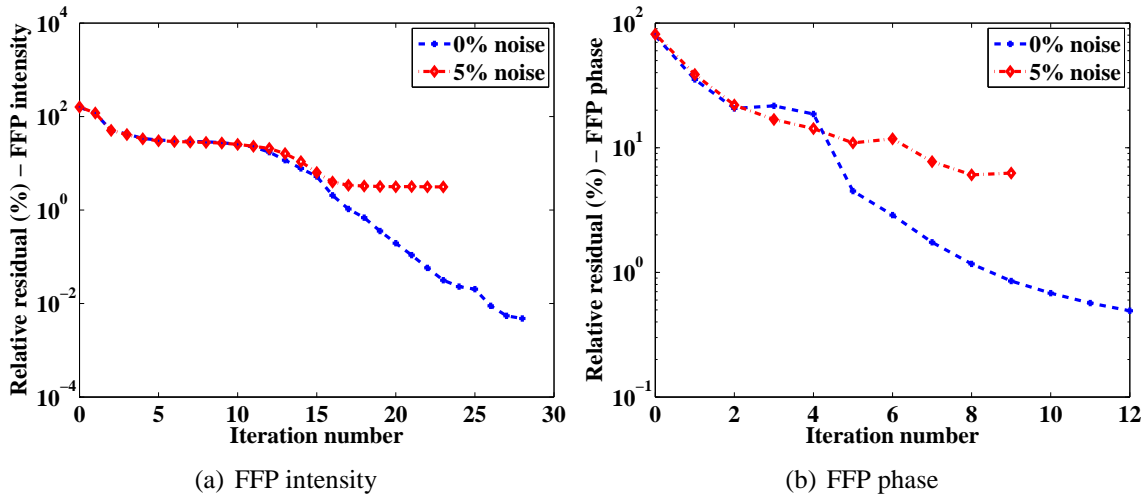 10^4
10^2
10^0
10^−2
10^−4
Relative residual (%) − FFP intensity
0% noise
5% noise
0 5 10 15 20 25 30
Iteration number
(a) FFP intensity
10^2
10^1
10^0
10^−1
Relative residual (%) − FFP phase
0% noise
5% noise
0 2 4 6 8 10 12
Iteration number
(b) FFP phase